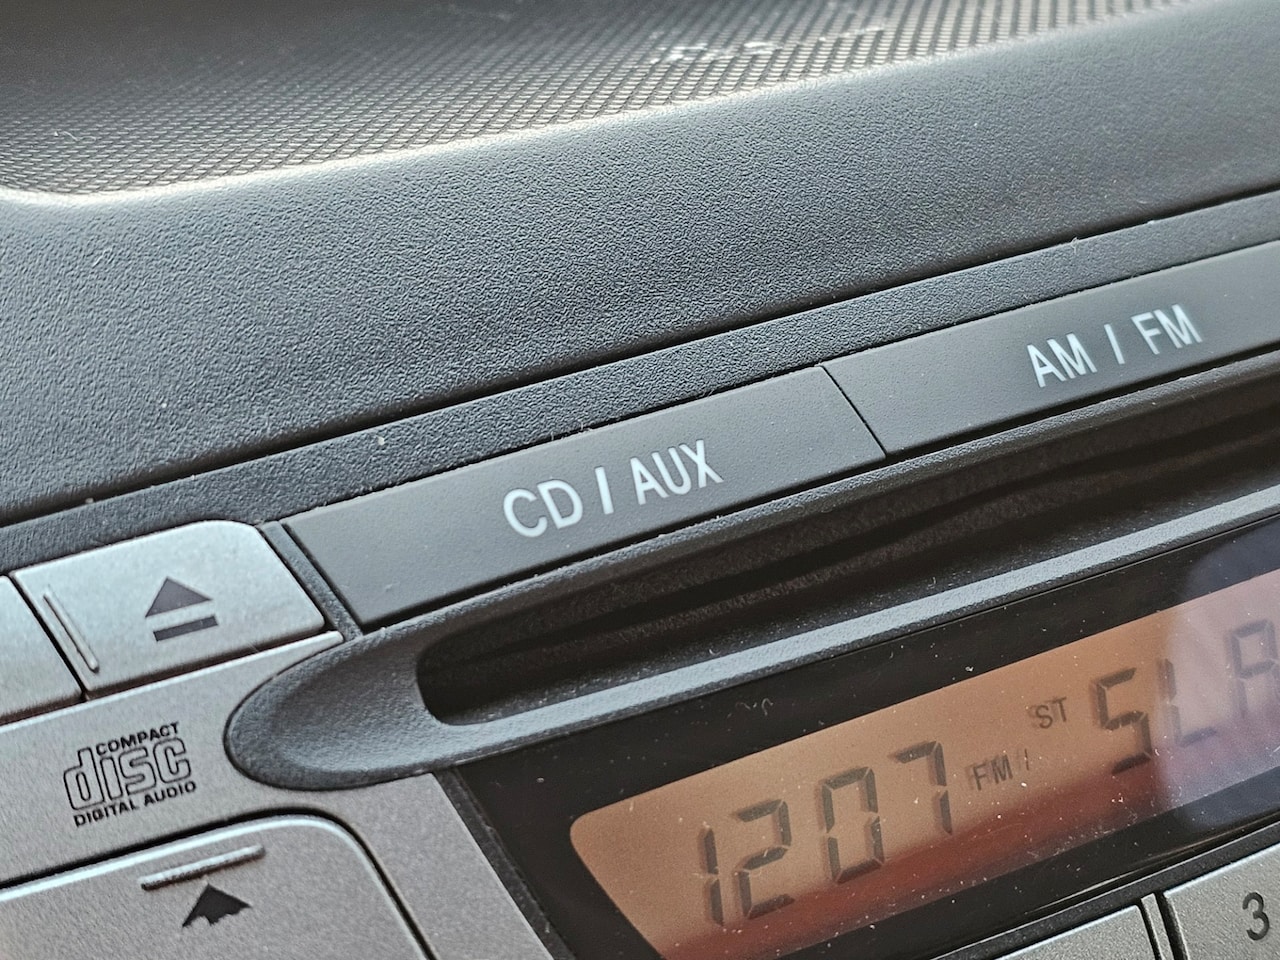 AM / FM
CD / AUX
COMPACT
disc
DIGITAL AUDIO
ST
1207 FM
3